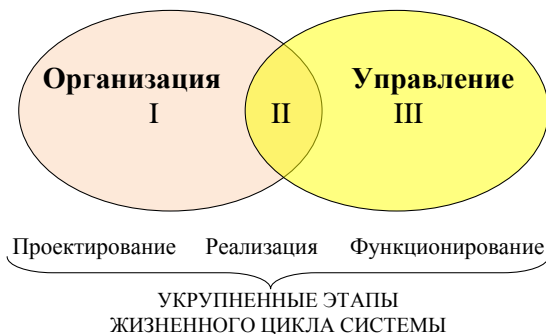 Организация Управление
I II III
Проектирование Реализация Функционирование
УКРУПНЕННЫЕ ЭТАПЫ
ЖИЗНЕННОГО ЦИКЛА СИСТЕМЫ